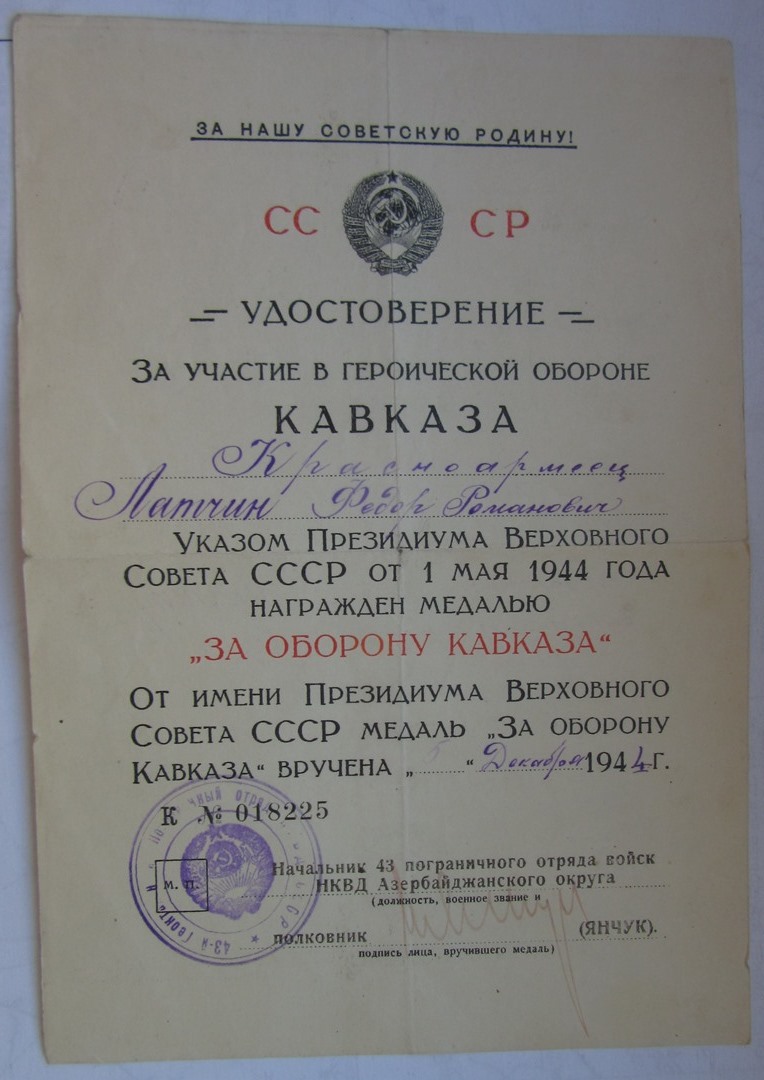 ЗА НАШУ СОВЕТСКУЮ РОДИНУ!
СС СР
УДОСТОВЕРЕНИЕ
ЗА УЧАСТИЕ В ГЕРОИЧЕСКОЙ ОБОРОНЕ
КАВКАЗА
Красноармеец
Латчин Федор Романович
УКАЗОМ ПРЕЗИДИУМА ВЕРХОВНОГО
СОВЕТА СССР ОТ 1 МАЯ 1944 ГОДА
НАГРАЖДЕН МЕДАЛЬЮ
„ЗА ОБОРОНУ КАВКАЗА“
ОТ ИМЕНИ ПРЕЗИДИУМА ВЕРХОВНОГО
СОВЕТА СССР МЕДАЛЬ „ЗА ОБОРОНУ
КАВКАЗА“ ВРУЧЕНА „ “ Декабря 1944 Г.
К № 018225
М. П.
Начальник 43 пограничного отряда войск
НКВД Азербайджанского округа
(должность, военное звание и
полковник (ЯНЧУК).
подпись лица, вручившего медаль)